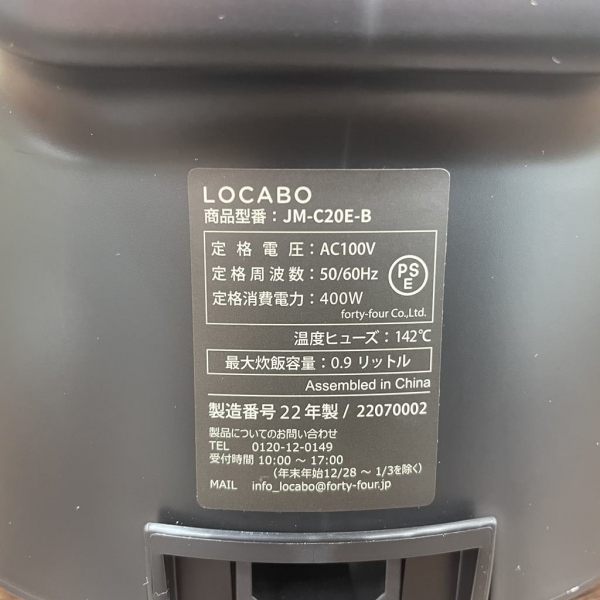 LOCABO
商品型番：JM-C20E-B
定格電圧：AC100V
定格周波数：50/60Hz
定格消費電力：400W
PS
E
forty-four Co.,Ltd.
温度ヒューズ：142℃
最大炊飯容量：0.9 リットル
Assembled in China
製造番号 22 年製 / 22070002
製品についてのお問い合わせ
TEL 0120-12-0149
受付時間 10:00 ～ 17:00
（年末年始12/28 ～ 1/3を除く）
MAIL info_locabo@forty-four.jp